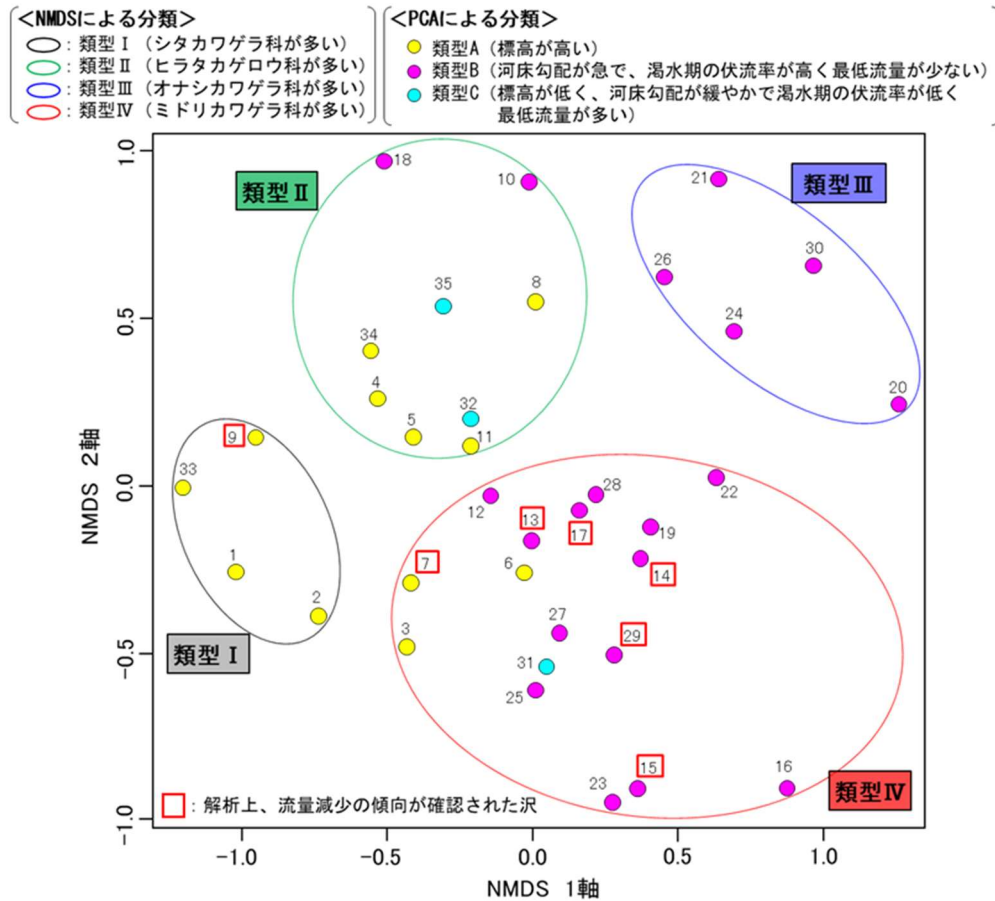 <NMDSによる分類>
：類型Ⅰ（シタカワゲラ科が多い）
：類型Ⅱ（ヒラタカゲロウ科が多い）
：類型Ⅲ（オナシカワゲラ科が多い）
：類型Ⅳ（ミドリカワゲラ科が多い）
<PCAによる分類>
：類型A（標高が高い）
：類型B（河床勾配が急で、渇水期の伏流率が高く最低流量が少ない）
：類型C（標高が低く、河床勾配が緩やかで渇水期の伏流率が低く
最低流量が多い）
1.0
18
10
21
類型Ⅱ
類型Ⅲ
30
26
35
8
0.5
34
24
4
20
32
5
11
9
NMDS 2軸
33
0.0
28
22
12
13
17
19
7
6
14
1
2
27
29
3
−0.5
31
25
類型Ⅰ
15
16
23
類型Ⅳ
：解析上、流量減少の傾向が確認された沢
−1.0
−1.0
−0.5
0.0
0.5
1.0
NMDS 1軸